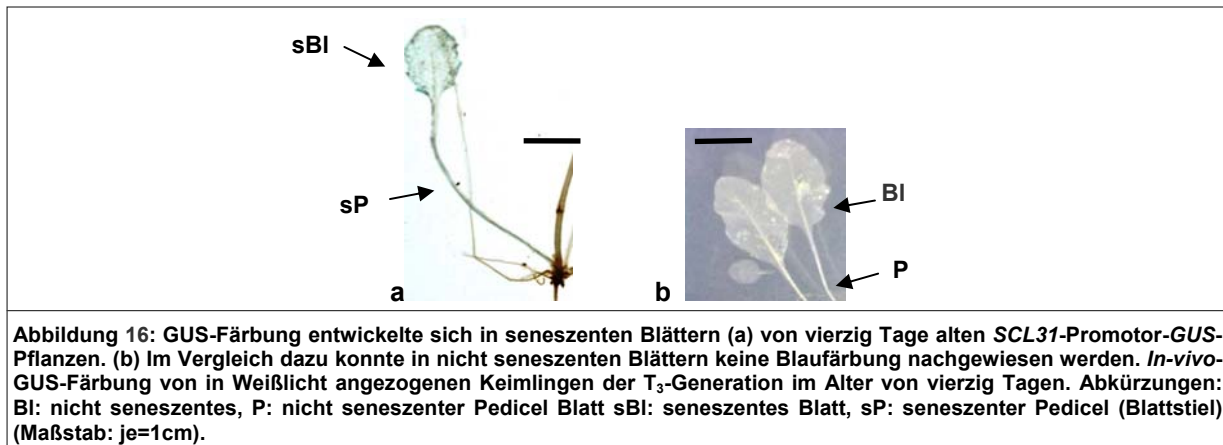 sBl
sP
a
Bl
P
b
Abbildung 16: GUS-Färbung entwickelte sich in seneszenten Blättern (a) von vierzig Tage alten SCL31-Promotor-GUS-
Pflanzen. (b) Im Vergleich dazu konnte in nicht seneszenten Blättern keine Blaufärbung nachgewiesen werden. In-vivo-
GUS-Färbung von in Weißlicht angezogenen Keimlingen der T₃-Generation im Alter von vierzig Tagen. Abkürzungen:
Bl: nicht seneszentes, P: nicht seneszenter Pedicel Blatt sBl: seneszentes Blatt, sP: seneszenter Pedicel (Blattstiel)
(Maßstab: je=1cm).